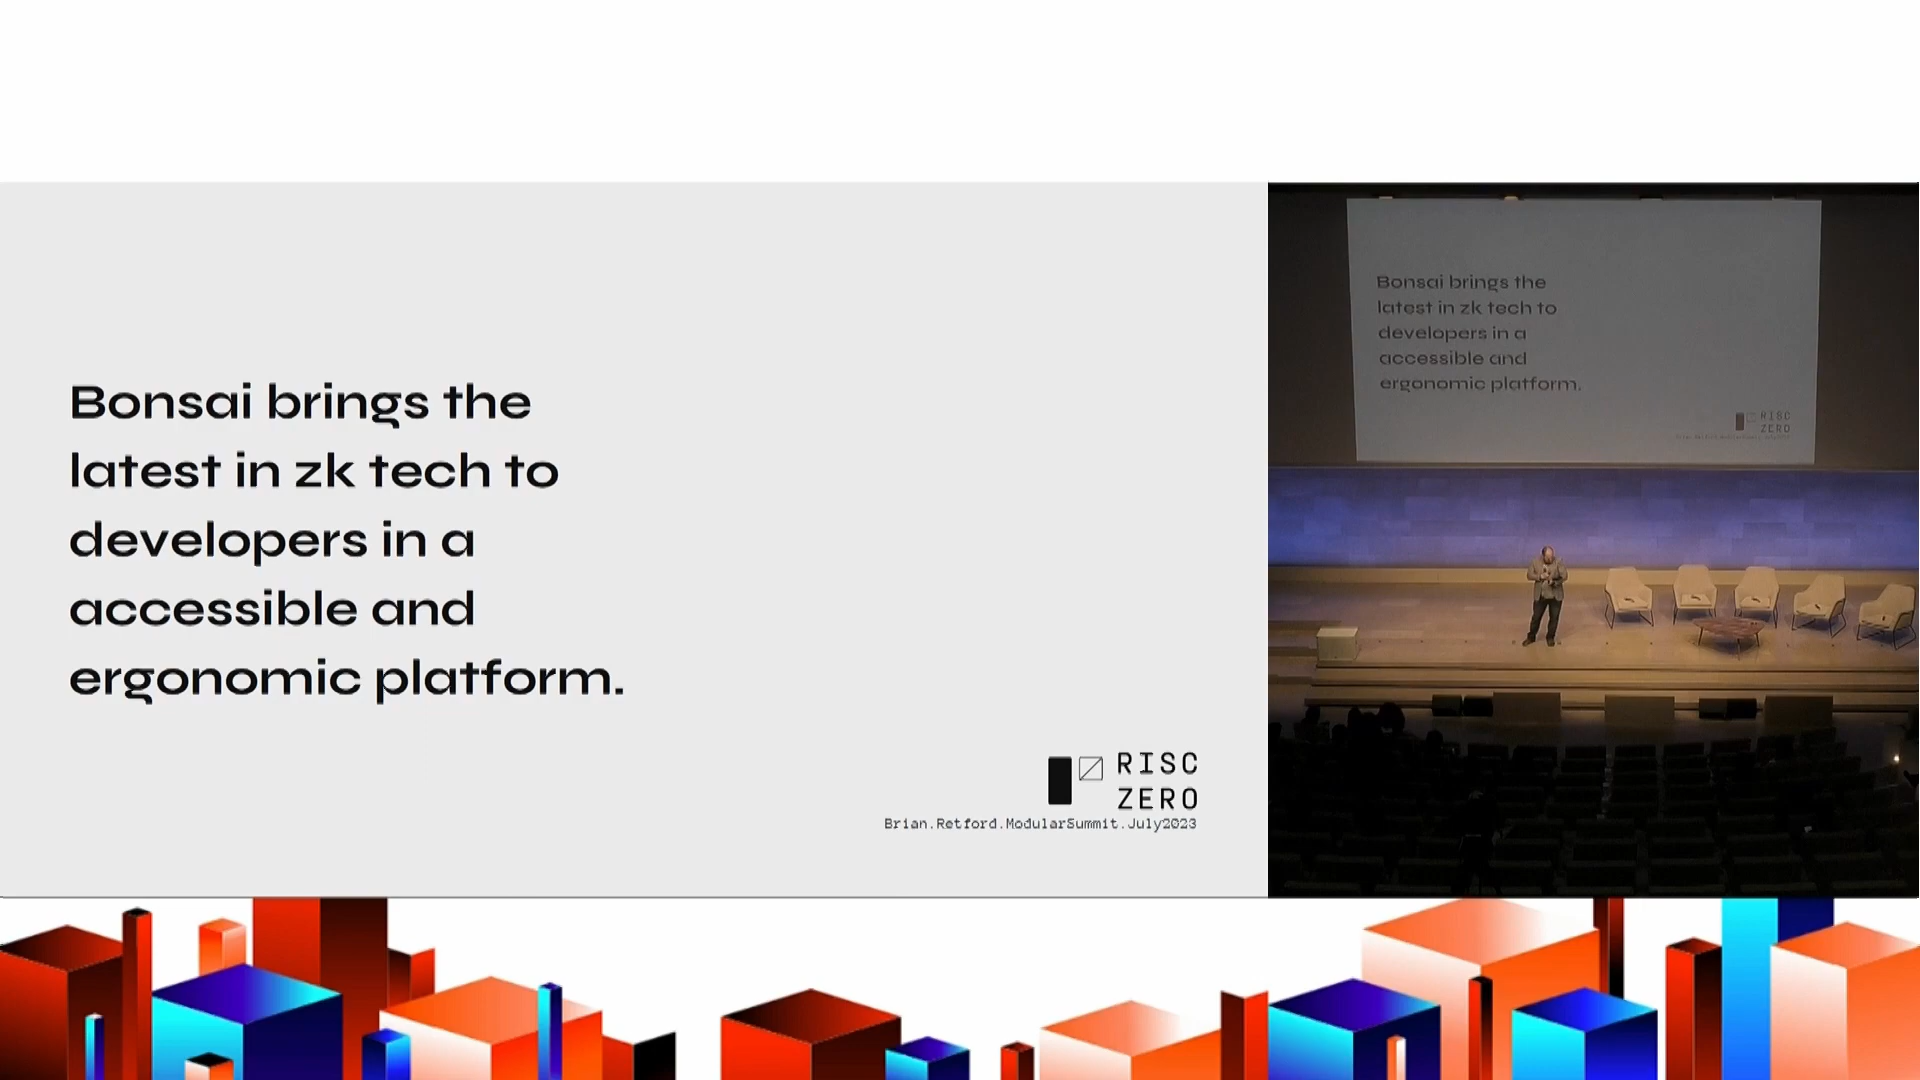 Bonsai brings the
latest in zk tech to
developers in a
accessible and
ergonomic platform.
RISC
ZERO
Brian.Retford.ModularSummit.July2023
Bonsai brings the
latest in zk tech to
developers in a
accessible and
ergonomic platform.
RISC
ZERO